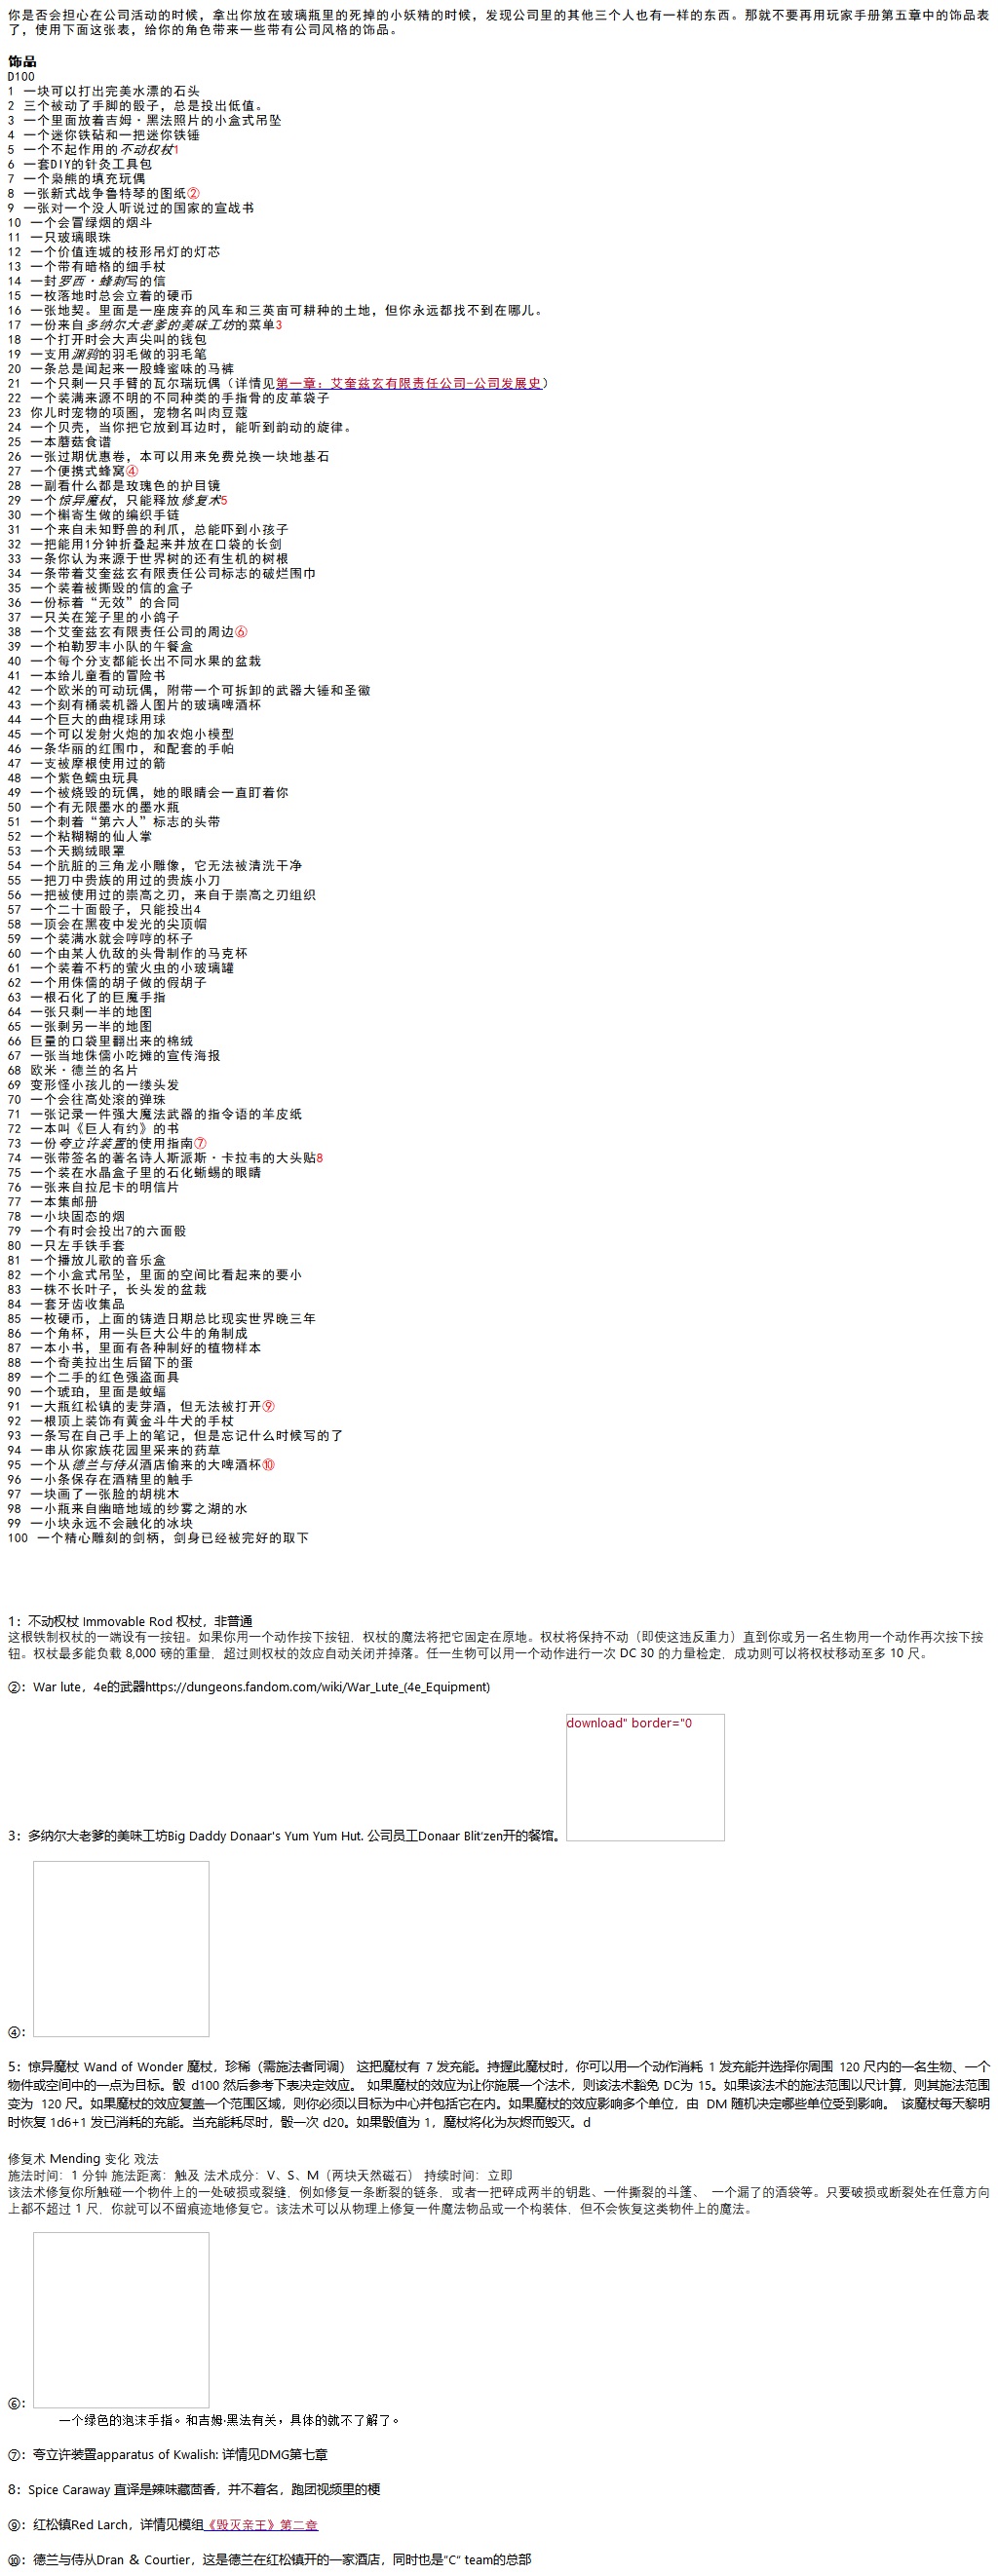 你是否会担心在公司活动的时候，拿出你放在玻璃瓶里的死掉的小妖精的时候，发现公司里的其他三个人也有一样的东西。那就不要再用玩家手册第五章中的饰品表
了，使用下面这张表，给你的角色带来一些带有公司风格的饰品。
饰品
D100
1 一块可以打出完美水漂的石头
2 三个被动了手脚的骰子，总是投出低值。
3 一个里面放着吉姆·黑法照片的小盒式吊坠
4 一个迷你铁砧和一把迷你铁锤
5 一个不起作用的不动权杖1
6 一套DIY的针灸工具包
7 一个枭熊的填充玩偶
8 一张新式战争鲁特琴的图纸②
9 一张对一个没人听说过的国家的宣战书
10 一个会冒绿烟的烟斗
11 一只玻璃眼珠
12 一个价值连城的枝形吊灯的灯芯
13 一个带有暗格的细手杖
14 一封罗西·蜂刺写的信
15 一枚落地时总会立着的硬币
16 一张地契。里面是一座废弃的风车和三英亩可耕种的土地，但你永远都找不到在哪儿。
17 一份来自多纳尔大老爹的美味工坊的菜单3
18 一个打开时会大声尖叫的钱包
19 一支用渊鸦的羽毛做的羽毛笔
20 一条总是闻起来一股蜂蜜味的马裤
21 一个只剩一只手臂的瓦尔瑞玩偶（详情见第一章：艾奎兹玄有限责任公司-公司发展史）
22 一个装满来源不明的不同种类的手指骨的皮革袋子
23 你儿时宠物的项圈，宠物名叫肉豆蔻
24 一个贝壳，当你把它放到耳边时，能听到韵动的旋律。
25 一本蘑菇食谱
26 一张过期优惠卷，本可以用来免费兑换一块地基石
27 一个便携式蜂窝④
28 一副看什么都是玫瑰色的护目镜
29 一个惊异魔杖，只能释放修复术5
30 一个槲寄生做的编织手链
31 一个来自未知野兽的利爪，总能吓到小孩子
32 一把能用1分钟折叠起来并放在口袋的长剑
33 一条你认为来源于世界树的还有生机的树根
34 一条带着艾奎兹玄有限责任公司标志的破烂围巾
35 一个装着被撕毁的信的盒子
36 一份标着“无效”的合同
37 一只关在笼子里的小鸽子
38 一个艾奎兹玄有限责任公司的周边⑥
39 一个柏勒罗丰小队的午餐盒
40 一个每个分支都能长出不同水果的盆栽
41 一本给儿童看的冒险书
42 一个欧米的可动玩偶，附带一个可拆卸的武器大锤和圣徽
43 一个刻有桶装机器人图片的玻璃啤酒杯
44 一个巨大的曲棍球用球
45 一个可以发射火炮的加农炮小模型
46 一条华丽的红围巾，和配套的手帕
47 一支被摩根使用过的箭
48 一个紫色蠕虫玩具
49 一个被烧毁的玩偶，她的眼睛会一直盯着你
50 一个有无限墨水的墨水瓶
51 一个刺着“第六人”标志的头带
52 一个粘糊糊的仙人掌
53 一个天鹅绒眼罩
54 一个肮脏的三角龙小雕像，它无法被清洗干净
55 一把刀中贵族的用过的贵族小刀
56 一把被使用过的崇高之刃，来自于崇高之刃组织
57 一个二十面骰子，只能投出4
58 一顶会在黑夜中发光的尖顶帽
59 一个装满水就会哼哼的杯子
60 一个由某人仇敌的头骨制作的马克杯
61 一个装着不朽的萤火虫的小玻璃罐
62 一个用侏儒的胡子做的假胡子
63 一根石化了的巨魔手指
64 一张只剩一半的地图
65 一张剩另一半的地图
66 巨量的口袋里翻出来的棉绒
67 一张当地侏儒小吃摊的宣传海报
68 欧米·德兰的名片
69 变形怪小孩儿的一缕头发
70 一个会往高处滚的弹珠
71 一张记录一件强大魔法武器的指令语的羊皮纸
72 一本叫《巨人有约》的书
73 一份夸立许装置的使用指南⑦
74 一张带签名的著名诗人斯派斯·卡拉韦的大头贴8
75 一个装在水晶盒子里的石化蜥蜴的眼睛
76 一张来自拉尼卡的明信片
77 一本集邮册
78 一小块固态的烟
79 一个有时会投出7的六面骰
80 一只左手铁手套
81 一个播放儿歌的音乐盒
82 一个小盒式吊坠，里面的空间比看起来的要小
83 一株不长叶子，长头发的盆栽
84 一套牙齿收集品
85 一枚硬币，上面的铸造日期总比现实世界晚三年
86 一个角杯，用一头巨大公牛的角制成
87 一本小书，里面有各种制好的植物样本
88 一个奇美拉出生后留下的蛋
89 一个二手的红色强盗面具
90 一个琥珀，里面是蚊蝠
91 一大瓶红松镇的麦芽酒，但无法被打开⑨
92 一根顶上装饰有黄金斗牛犬的手杖
93 一条写在自己手上的笔记，但是忘记什么时候写的了
94 一串从你家族花园里采来的药草
95 一个从德兰与侍从酒店偷来的大啤酒杯⑩
96 一小条保存在酒精里的触手
97 一块画了一张脸的胡桃木
98 一小瓶来自幽暗地域的纱雾之湖的水
99 一小块永远不会融化的冰块
100 一个精心雕刻的剑柄，剑身已经被完好的取下
1：不动权杖 Immovable Rod 权杖，非普通
这根铁制权杖的一端设有一按钮。如果你用一个动作按下按钮，权杖的魔法将把它固定在原地。权杖将保持不动（即使这违反重力）直到你或另一名生物用一个动作再次按下按
钮。权杖最多能负载 8,000 磅的重量，超过则权杖的效应自动关闭并掉落。任一生物可以用一个动作进行一次 DC 30 的力量检定，成功则可以将权杖移动至多 10 尺。
②：War lute，4e的武器https://dungeons.fandom.com/wiki/War_Lute_(4e_Equipment)
download" border="0
3：多纳尔大老爹的美味工坊Big Daddy Donaar's Yum Yum Hut. 公司员工Donaar Blit'zen开的餐馆。
④：
5：惊异魔杖 Wand of Wonder 魔杖，珍稀（需施法者同调） 这把魔杖有 7 发充能。持握此魔杖时，你可以用一个动作消耗 1 发充能并选择你周围 120 尺内的一名生物、一个
物件或空间中的一点为目标。骰 d100 然后参考下表决定效应。 如果魔杖的效应为让你施展一个法术，则该法术豁免 DC为 15。如果该法术的施法范围以尺计算，则其施法范围
变为 120 尺。如果魔杖的效应复盖一个范围区域，则你必须以目标为中心并包括它在内。如果魔杖的效应影响多个单位，由 DM 随机决定哪些单位受到影响。 该魔杖每天黎明
时恢复 1d6+1 发已消耗的充能。当充能耗尽时，骰一次 d20。如果骰值为 1，魔杖将化为灰烬而毁灭。d
修复术 Mending 变化 戏法
施法时间：1 分钟 施法距离：触及 法术成分：V、S、M（两块天然磁石） 持续时间：立即
该法术修复你所触碰一个物件上的一处破损或裂缝，例如修复一条断裂的链条，或者一把碎成两半的钥匙、一件撕裂的斗篷、 一个漏了的酒袋等。只要破损或断裂处在任意方向
上都不超过 1 尺，你就可以不留痕迹地修复它。该法术可以从物理上修复一件魔法物品或一个构装体，但不会恢复这类物件上的魔法。
⑥：
一个绿色的泡沫手指。和吉姆·黑法有关，具体的就不了解了。
⑦：夸立许装置apparatus of Kwalish: 详情见DMG第七章
8：Spice Caraway 直译是辣味藏茴香，并不着名，跑团视频里的梗
⑨：红松镇Red Larch，详情见模组《毁灭亲王》第二章
⑩：德兰与侍从Dran & Courtier，这是德兰在红松镇开的一家酒店，同时也是"C" team的总部